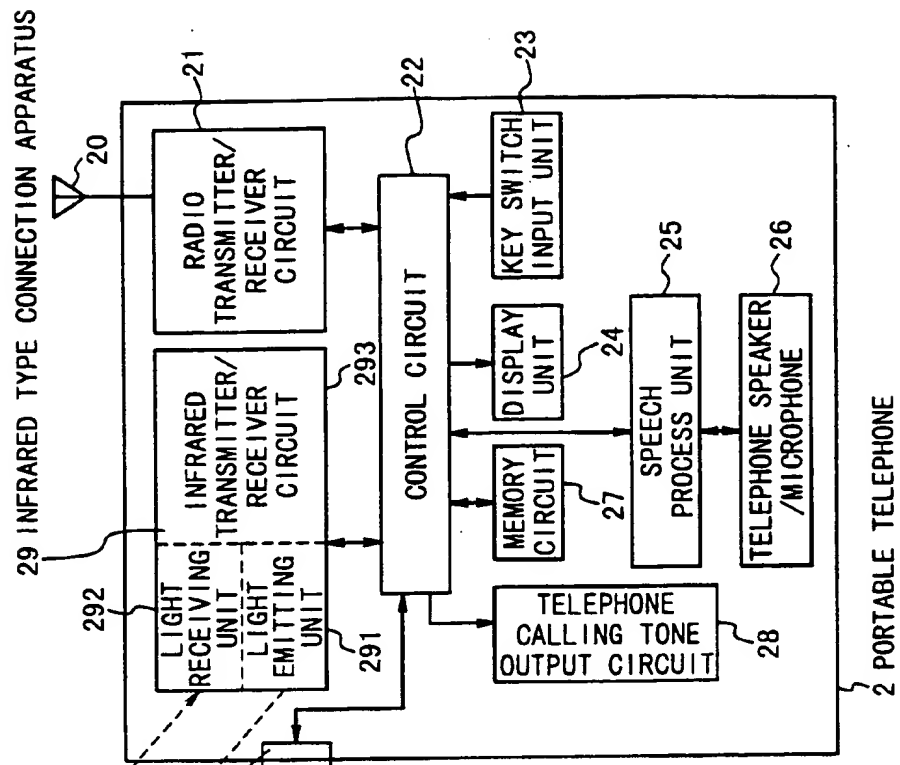 29 INFRARED TYPE CONNECTION APPARATUS
20
21
RADIO
TRANSMITTER/
RECEIVER
CIRCUIT
293
INFRARED
TRANSMITTER/
RECEIVER
CIRCUIT
292
LIGHT
RECEIVING
UNIT
LIGHT
EMITTING
UNIT
291
22
CONTROL CIRCUIT
23
KEY SWITCH
INPUT UNIT
DISPLAY
UNIT
24
MEMORY
CIRCUIT
27
25
SPEECH
PROCESS UNIT
26
TELEPHONE SPEAKER
/MICROPHONE
TELEPHONE
CALLING TONE
OUTPUT CIRCUIT
28
2 PORTABLE TELEPHONE